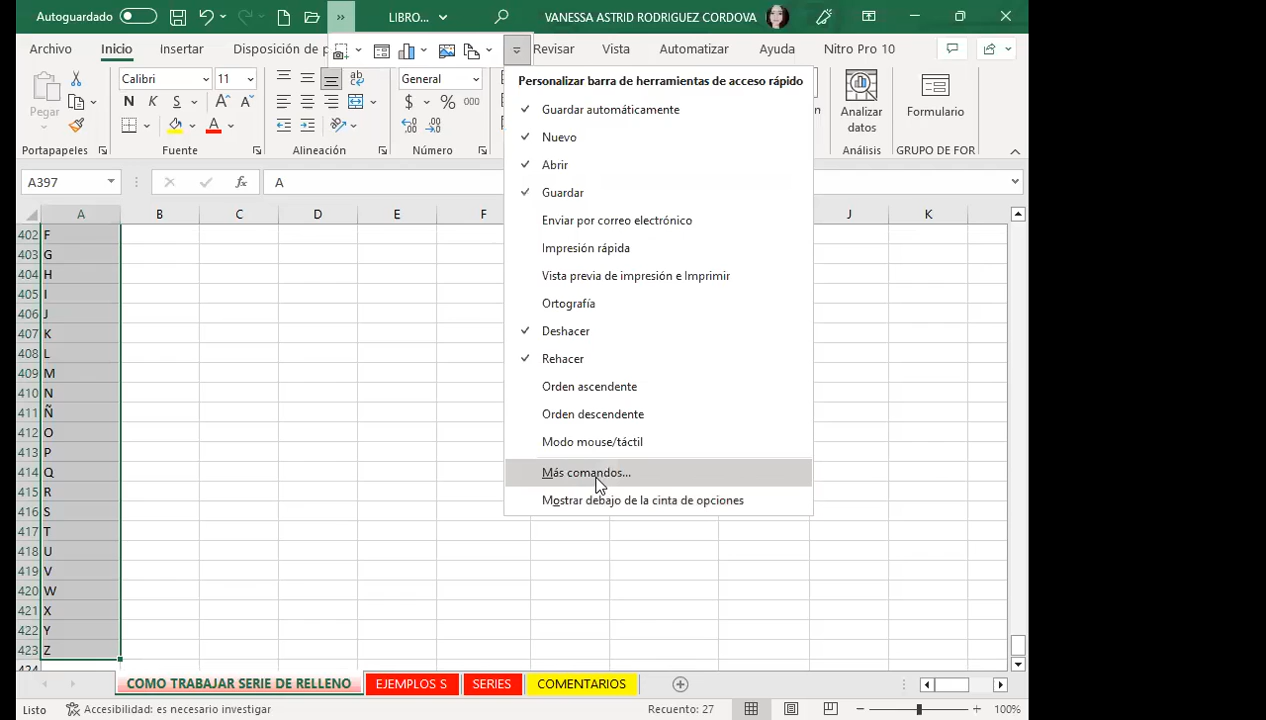 Autoguardado
LIBRO...
VANESSA ASTRID RODRIGUEZ CORDOVA
Archivo
Inicio
Insertar
Disposición de p
Revisar
Vista
Automatizar
Ayuda
Nitro Pro 10
Pegar
Calibri
11
General
N K S
A A
$ % 000
Analizar datos
Formulario
Portapapeles
Fuente
Alineación
Número
Análisis
GRUPO DE FOR
Personalizar barra de herramientas de acceso rápido
Guardar automáticamente
Nuevo
Abrir
Guardar
Enviar por correo electrónico
Impresión rápida
Vista previa de impresión e Imprimir
Ortografía
Deshacer
Rehacer
Orden ascendente
Orden descendente
Modo mouse/táctil
Más comandos...
Mostrar debajo de la cinta de opciones
A397
fx
A
A B C D E F J K
402 F
403 G
404 H
405 I
406 J
407 K
408 L
409 M
410 N
411 Ñ
412 O
413 P
414 Q
415 R
416 S
417 T
418 U
419 V
420 W
421 X
422 Y
423 Z
424
COMO TRABAJAR SERIE DE RELLENO
EJEMPLOS S
SERIES
COMENTARIOS
Listo
Accesibilidad: es necesario investigar
Recuento: 27
100%